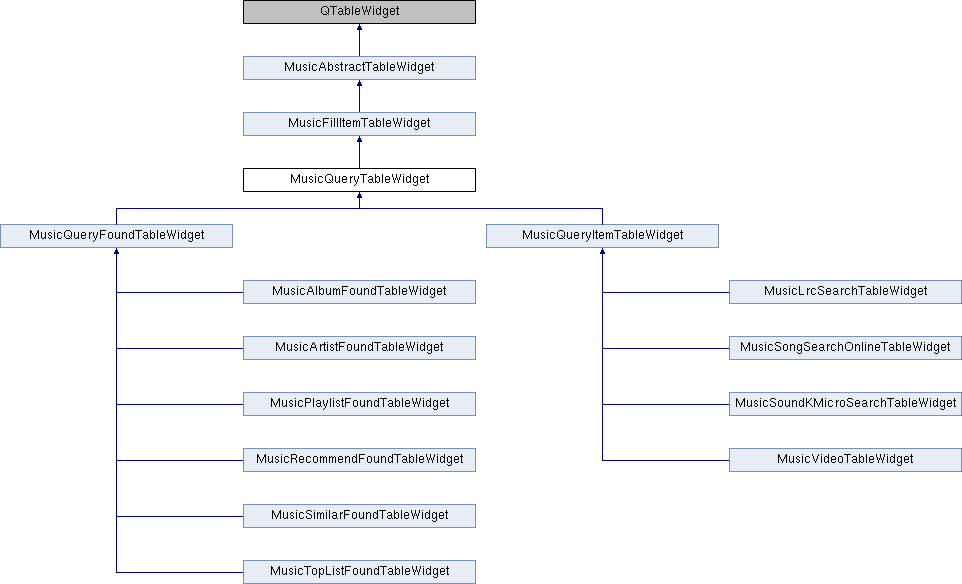 QTableWidget
MusicAbstractTableWidget
MusicFillItemTableWidget
MusicQueryTableWidget
MusicQueryFoundTableWidget
MusicQueryItemTableWidget
MusicAlbumFoundTableWidget
MusicLrcSearchTableWidget
MusicArtistFoundTableWidget
MusicSongSearchOnlineTableWidget
MusicPlaylistFoundTableWidget
MusicSoundKMicroSearchTableWidget
MusicRecommendFoundTableWidget
MusicVideoTableWidget
MusicSimilarFoundTableWidget
MusicTopListFoundTableWidget